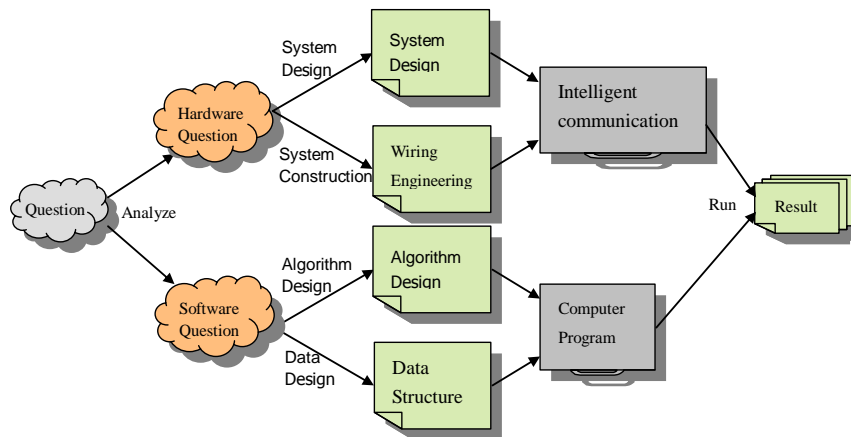 System
Design
System
Design
Hardware
Question
Intelligent
communication
System
Construction
Wiring
Engineering
Question
Analyze
Run
Result
Algorithm
Design
Algorithm
Design
Software
Question
Computer
Program
Data
Design
Data
Structure